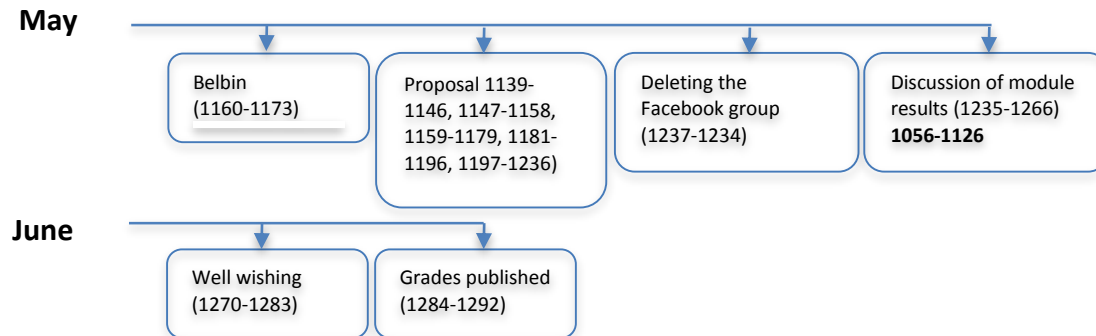 May
Belbin
(1160-1173)
Proposal 1139-
1146, 1147-1158,
1159-1179, 1181-
1196, 1197-1236)
Deleting the
Facebook group
(1237-1234)
Discussion of module
results (1235-1266)
1056-1126
June
Well wishing
(1270-1283)
Grades published
(1284-1292)